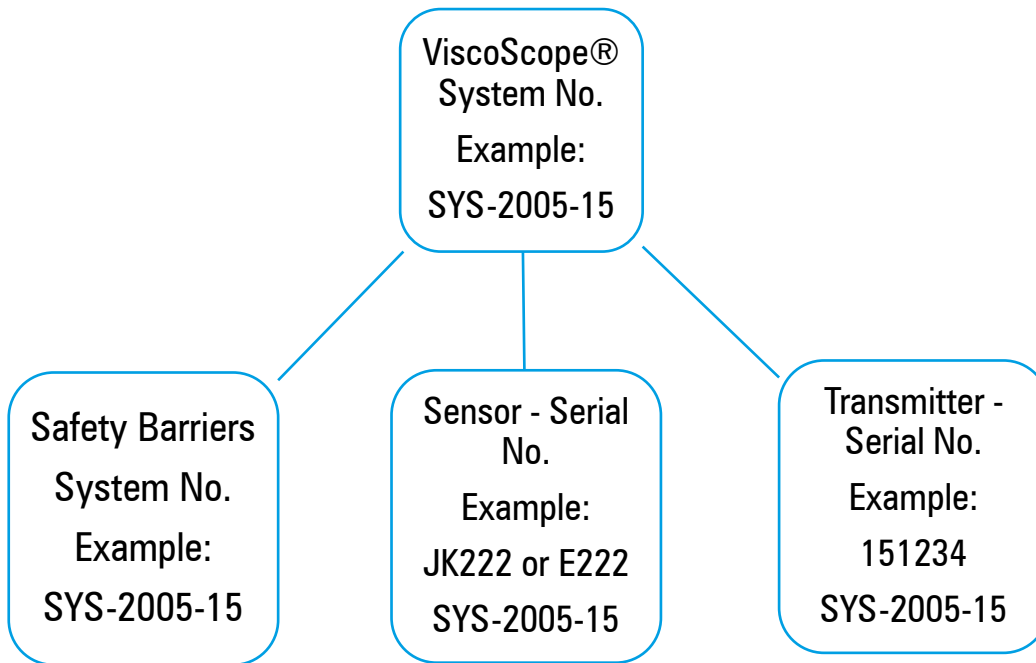 ViscoScope®
System No.
Example:
SYS-2005-15
Safety Barriers
System No.
Example:
SYS-2005-15
Sensor - Serial
No.
Example:
JK222 or E222
SYS-2005-15
Transmitter -
Serial No.
Example:
151234
SYS-2005-15